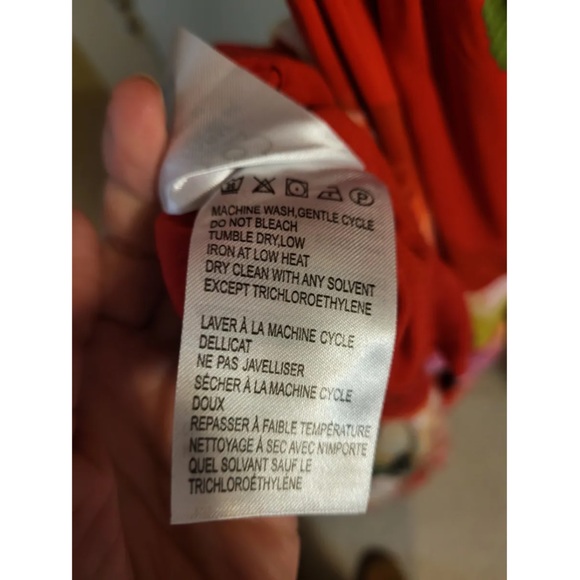 MACHINE WASH,GENTLE CYCLE
DO NOT BLEACH
TUMBLE DRY,LOW
IRON AT LOW HEAT
DRY CLEAN WITH ANY SOLVENT
EXCEPT TRICHLOROETHYLENE
LAVER À LA MACHINE CYCLE
DELLICAT
NE PAS JAVELLISER
SÉCHER À LA MACHINE CYCLE
DOUX
REPASSER À FAIBLE TEMPÉRATURE
NETTOYAGE À SEC AVEC N'IMPORTE
QUEL SOLVANT SAUF LE
TRICHLOROÉTHYLÉNE